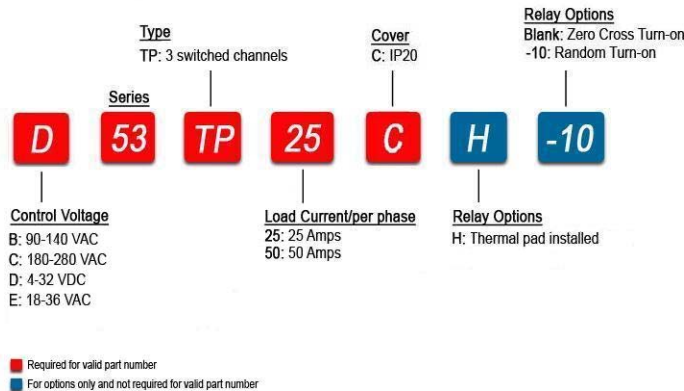 Relay Options
Blank: Zero Cross Turn-on
-10: Random Turn-on
Type
TP: 3 switched channels
Cover
C: IP20
Series
D 53 TP 25 C H -10
Control Voltage
B: 90-140 VAC
C: 180-280 VAC
D: 4-32 VDC
E: 18-36 VAC
Load Current/per phase
25: 25 Amps
50: 50 Amps
Relay Options
H: Thermal pad installed
Required for valid part number
For options only and not required for valid part number